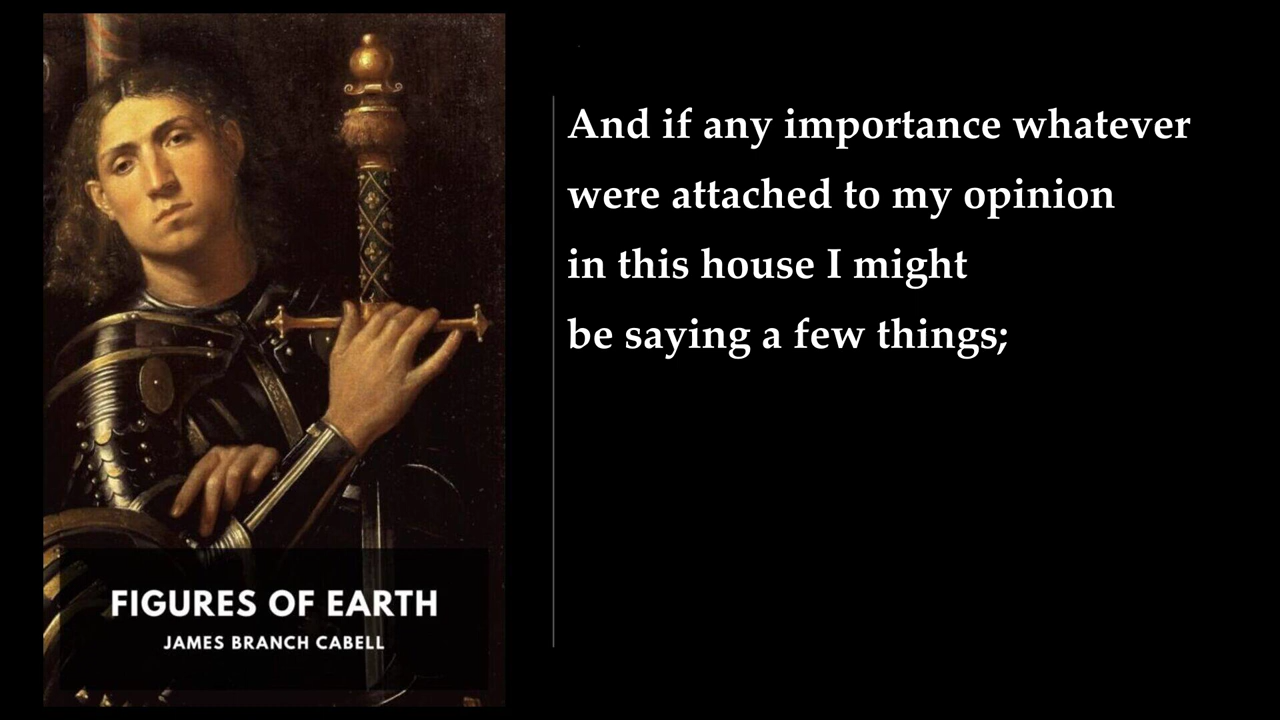 FIGURES OF EARTH
JAMES BRANCH CABELL
And if any importance whatever
were attached to my opinion
in this house I might
be saying a few things;